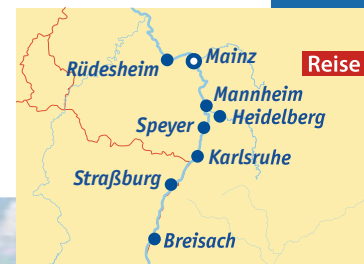 Mainz
Rüdesheim
Reise
Mannheim
Heidelberg
Speyer
Karlsruhe
Straßburg
Breisach